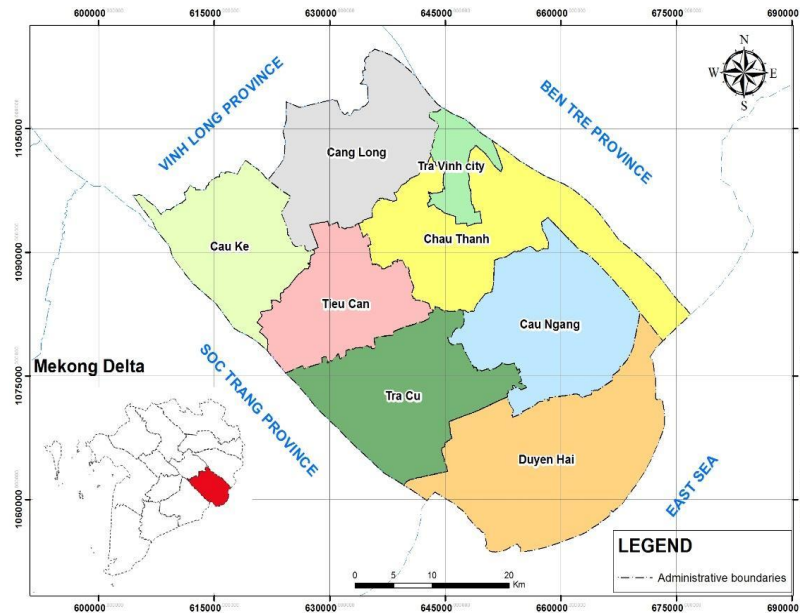 600000 615000 630000 645000 660000 675000 690000
N
W E
S
VINH LONG PROVINCE
BEN TRE PROVINCE
1105000
Cang Long
Tra Vinh city
Chau Thanh
Cau Ke
1090000
Tieu Can
Cau Ngang
SOC TRANG PROVINCE
Mekong Delta
1075000
Tra Cu
Duyen Hai
EAST SEA
1060000
LEGEND
Administrative boundaries
0 5 10 20
Km
600000 615000 630000 645000 660000 675000 690000